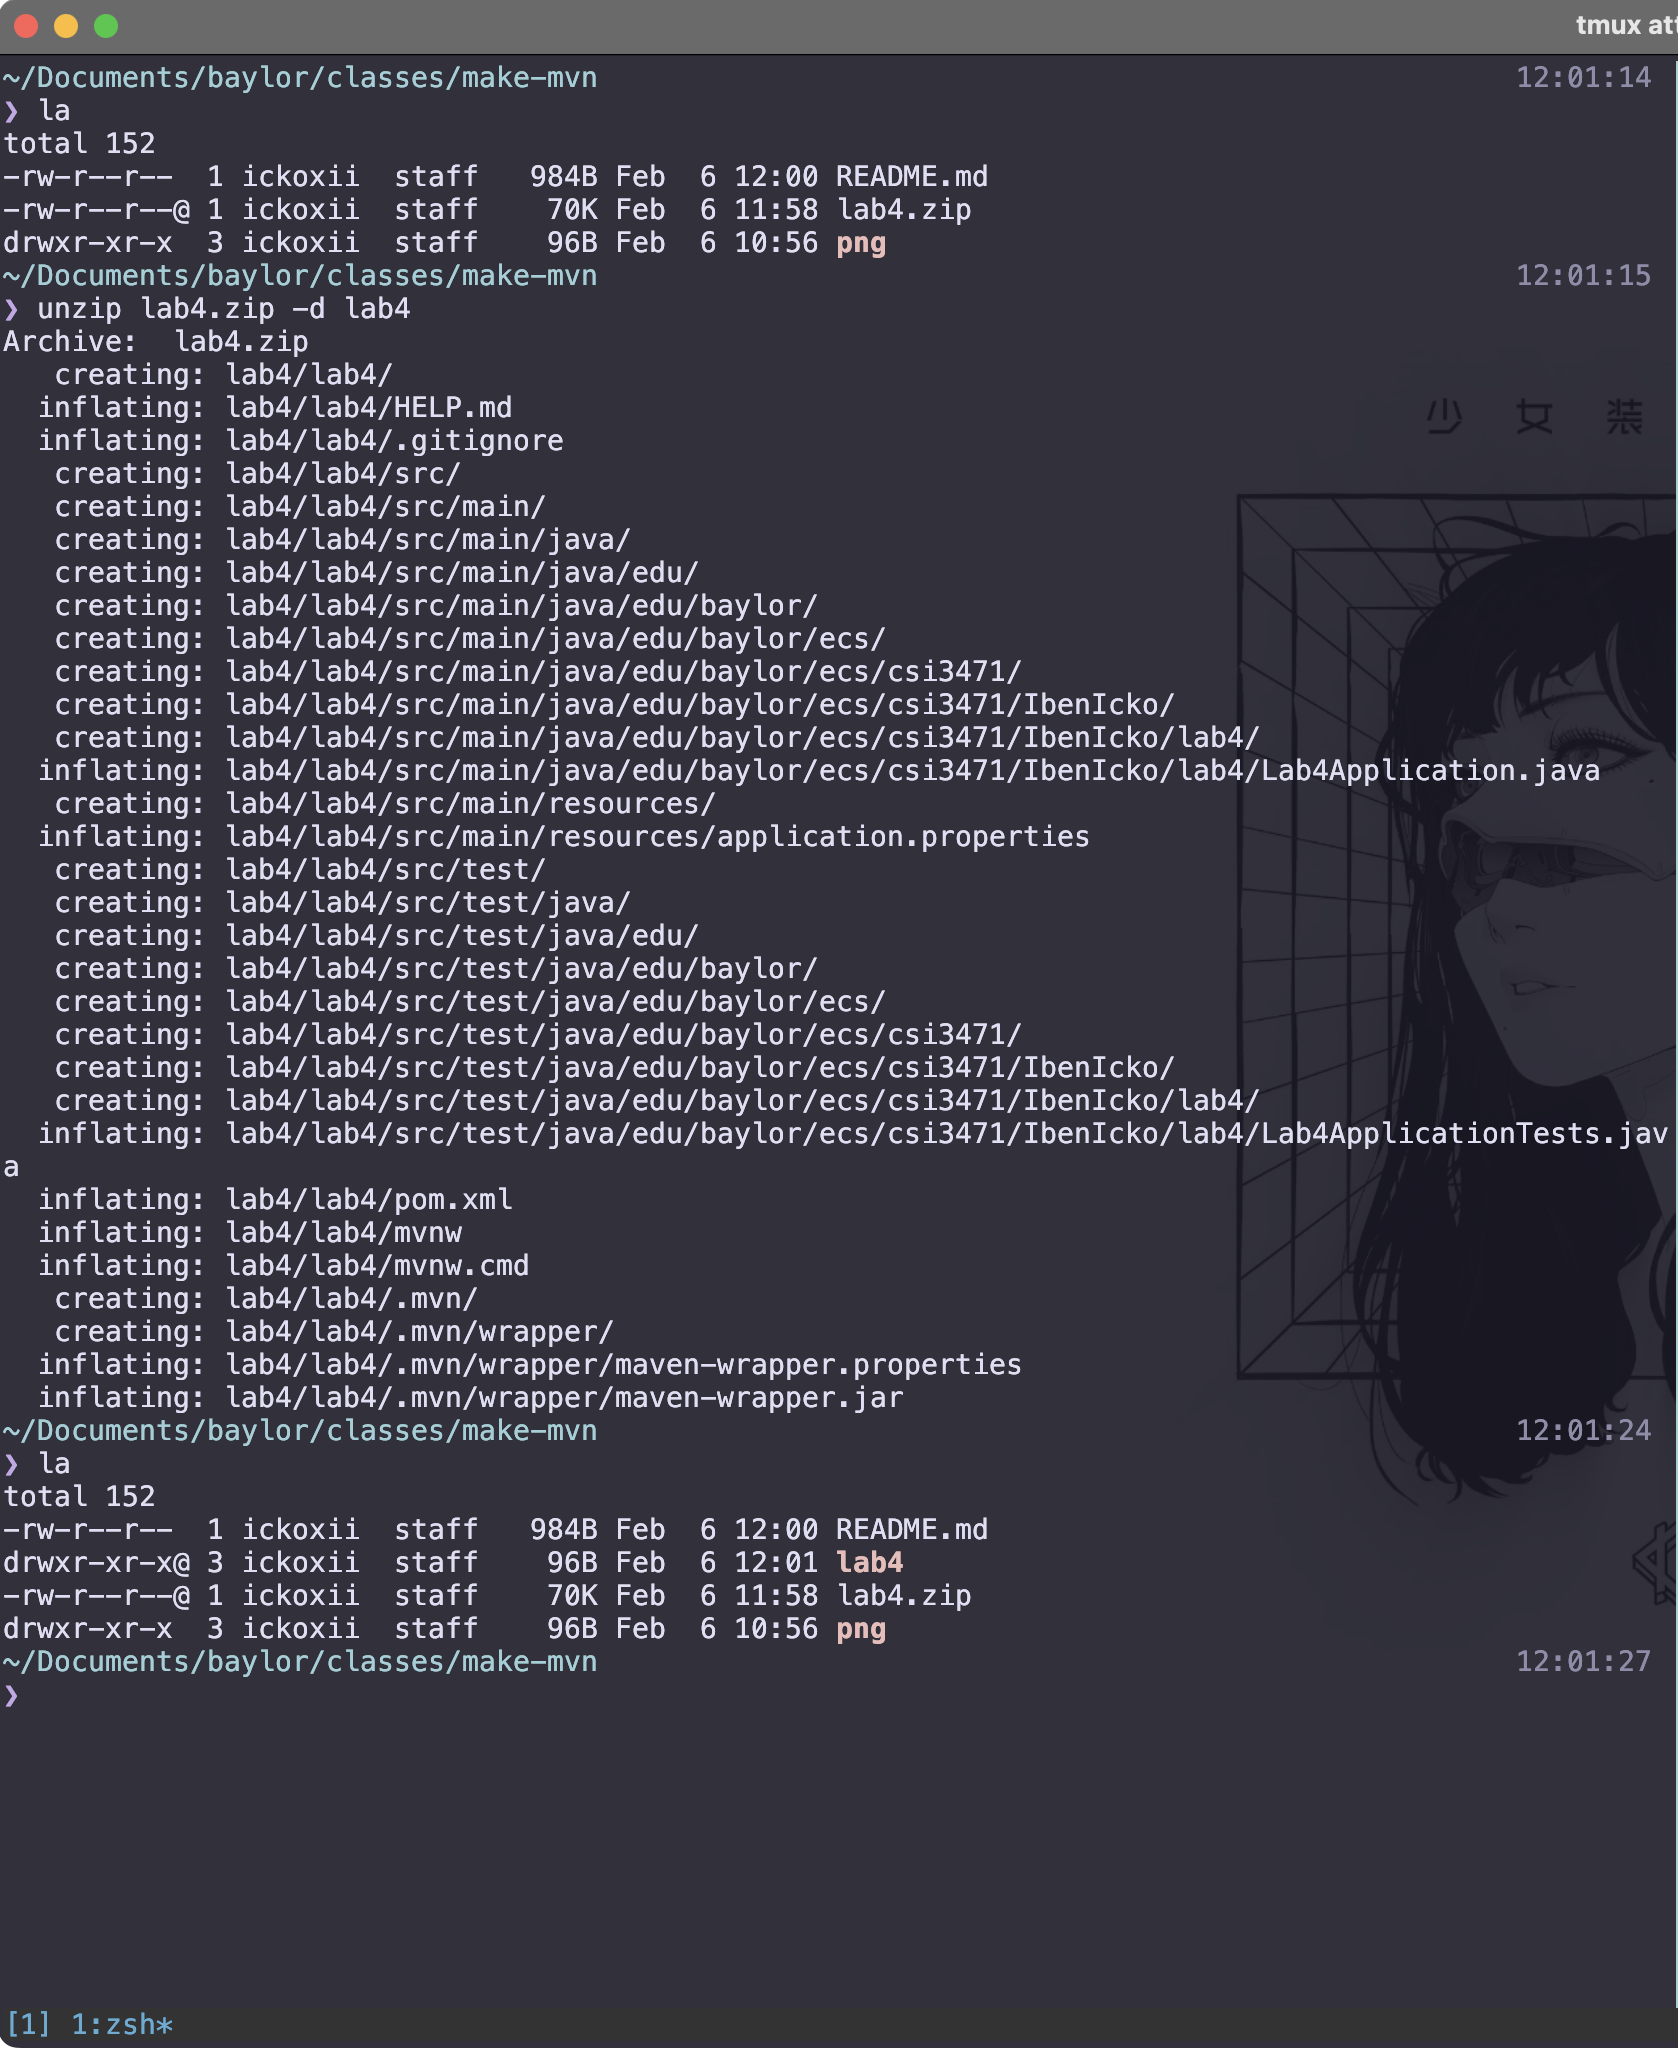 tmux att
~/Documents/baylor/classes/make-mvn 12:01:14
❯ la
total 152
-rw-r--r--  1 ickoxii  staff   984B Feb  6 12:00 README.md
-rw-r--r--@ 1 ickoxii  staff    70K Feb  6 11:58 lab4.zip
drwxr-xr-x  3 ickoxii  staff    96B Feb  6 10:56 png
~/Documents/baylor/classes/make-mvn 12:01:15
❯ unzip lab4.zip -d lab4
Archive:  lab4.zip
   creating: lab4/lab4/
  inflating: lab4/lab4/HELP.md
  inflating: lab4/lab4/.gitignore
   creating: lab4/lab4/src/
   creating: lab4/lab4/src/main/
   creating: lab4/lab4/src/main/java/
   creating: lab4/lab4/src/main/java/edu/
   creating: lab4/lab4/src/main/java/edu/baylor/
   creating: lab4/lab4/src/main/java/edu/baylor/ecs/
   creating: lab4/lab4/src/main/java/edu/baylor/ecs/csi3471/
   creating: lab4/lab4/src/main/java/edu/baylor/ecs/csi3471/IbenIcko/
   creating: lab4/lab4/src/main/java/edu/baylor/ecs/csi3471/IbenIcko/lab4/
  inflating: lab4/lab4/src/main/java/edu/baylor/ecs/csi3471/IbenIcko/lab4/Lab4Application.java
   creating: lab4/lab4/src/main/resources/
  inflating: lab4/lab4/src/main/resources/application.properties
   creating: lab4/lab4/src/test/
   creating: lab4/lab4/src/test/java/
   creating: lab4/lab4/src/test/java/edu/
   creating: lab4/lab4/src/test/java/edu/baylor/
   creating: lab4/lab4/src/test/java/edu/baylor/ecs/
   creating: lab4/lab4/src/test/java/edu/baylor/ecs/csi3471/
   creating: lab4/lab4/src/test/java/edu/baylor/ecs/csi3471/IbenIcko/
   creating: lab4/lab4/src/test/java/edu/baylor/ecs/csi3471/IbenIcko/lab4/
  inflating: lab4/lab4/src/test/java/edu/baylor/ecs/csi3471/IbenIcko/lab4/Lab4ApplicationTests.jav
a
  inflating: lab4/lab4/pom.xml
  inflating: lab4/lab4/mvnw
  inflating: lab4/lab4/mvnw.cmd
   creating: lab4/lab4/.mvn/
   creating: lab4/lab4/.mvn/wrapper/
  inflating: lab4/lab4/.mvn/wrapper/maven-wrapper.properties
  inflating: lab4/lab4/.mvn/wrapper/maven-wrapper.jar
~/Documents/baylor/classes/make-mvn 12:01:24
❯ la
total 152
-rw-r--r--  1 ickoxii  staff   984B Feb  6 12:00 README.md
drwxr-xr-x@ 3 ickoxii  staff    96B Feb  6 12:01 lab4
-rw-r--r--@ 1 ickoxii  staff    70K Feb  6 11:58 lab4.zip
drwxr-xr-x  3 ickoxii  staff    96B Feb  6 10:56 png
~/Documents/baylor/classes/make-mvn 12:01:27
❯
少 女 装
[1] 1:zsh*